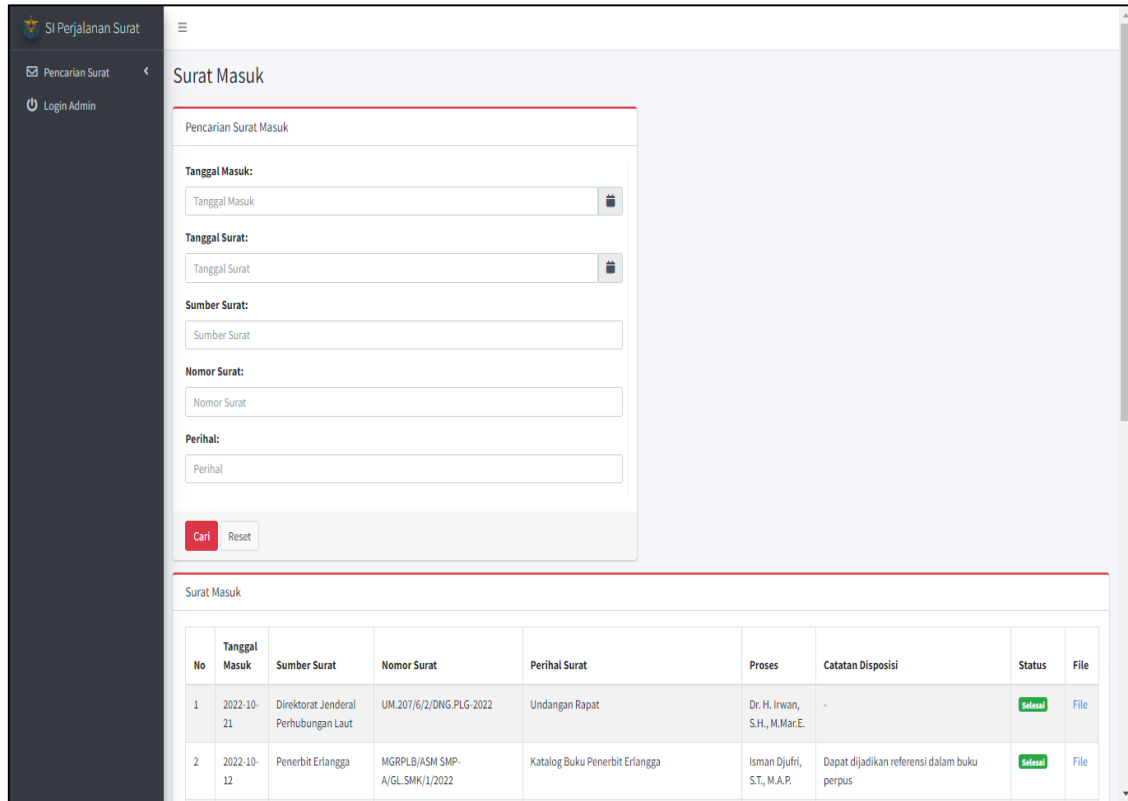 SI Perjalanan Surat
Pencarian Surat
Login Admin
Surat Masuk
Pencarian Surat Masuk
Tanggal Masuk:
Tanggal Masuk
Tanggal Surat:
Tanggal Surat
Sumber Surat:
Sumber Surat
Nomor Surat:
Nomor Surat
Perihal:
Perihal
Cari Reset
Surat Masuk
No Tanggal Masuk Sumber Surat Nomor Surat Perihal Surat Proses Catatan Disposisi Status File
1 2022-10- Direktorat Jenderal UM.207/6/2/DNG.PLG-2022 Undangan Rapat Dr. H. Irwan, - Selesai File
21 Perhubungan Laut S.H., M.Mar.E.
2 2022-10- Penerbit Erlangga MGRPLB/ASM SMP- Katalog Buku Penerbit Erlangga Isman Djufri, Dapat dijadikan referensi dalam buku Selesai File
12 A/GL.SMK/1/2022 S.T., M.A.P. perpus